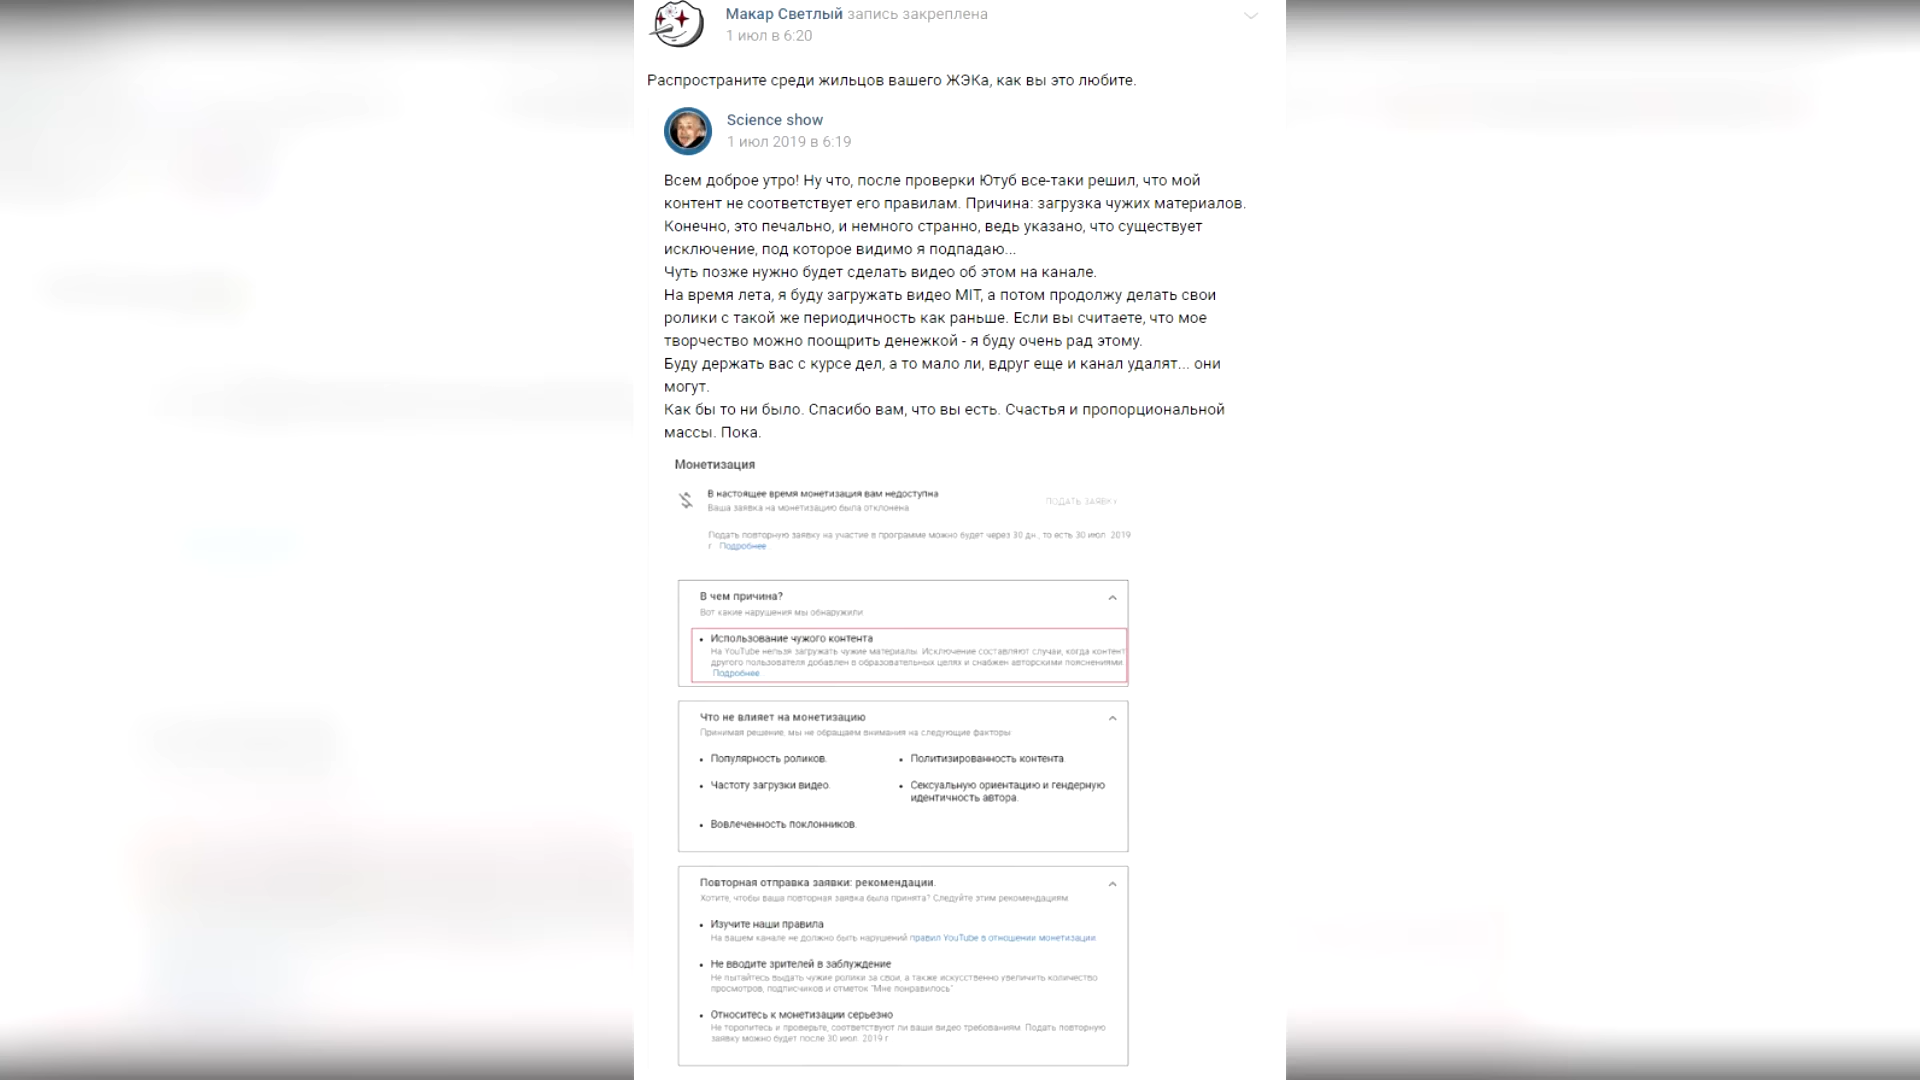 Макар Светлый запись закреплена
1 июл в 6:20
Распространите среди жильцов вашего ЖЭКа, как вы это любите.
Science show
1 июл 2019 в 6:19
Всем доброе утро! Ну что, после проверки Ютуб все-таки решил, что мой
контент не соответствует его правилам. Причина: загрузка чужих материалов.
Конечно, это печально, и немного странно, ведь указано, что существует
исключение, под которое видимо я подпадаю...
Чуть позже нужно будет сделать видео об этом на канале.
На время лета, я буду загружать видео MIT, а потом продолжу делать свои
ролики с такой же периодичность как раньше. Если вы считаете, что мое
творчество можно поощрить денежкой - я буду очень рад этому.
Буду держать вас с курсе дел, а то мало ли, вдруг еще и канал удалят... они
могут.
Как бы то ни было. Спасибо вам, что вы есть. Счастья и пропорциональной
массы. Пока.
Монетизация
В настоящее время монетизация вам недоступна
Ваша заявка на монетизацию была отклонена
ПОДАТЬ ЗАЯВКУ
Подать повторную заявку на участие в программе можно будет через 30 дн., то есть 30 июл. 2019
г. Подробнее.
В чем причина?
Вот какие нарушения мы обнаружили
• Использование чужого контента
На YouTube нельзя загружать чужие материалы. Исключение составляют случаи, когда контент
другого пользователя добавлен в образовательных целях и снабжен авторскими пояснениями.
Подробнее.
Что не влияет на монетизацию
Принимая решение, мы не обращаем внимания на следующие факторы
• Популярность роликов.
• Политизированность контента.
• Частоту загрузки видео.
• Сексуальную ориентацию и гендерную
идентичность автора.
• Вовлеченность поклонников.
Повторная отправка заявки: рекомендации.
Хотите, чтобы ваша повторная заявка была принята? Следуйте этим рекомендациям
• Изучите наши правила
На вашем канале не должно быть нарушений правил YouTube в отношении монетизации
• Не вводите зрителей в заблуждение
Не пытайтесь выдать чужие ролики за свои, а также искусственно увеличить количество
просмотров, подписчиков и отметок "Мне понравилось"
• Относитесь к монетизации серьезно
Не торопитесь и проверьте, соответствуют ли ваши видео требованиям. Подать повторную
заявку можно будет после 30 июл. 2019 г.